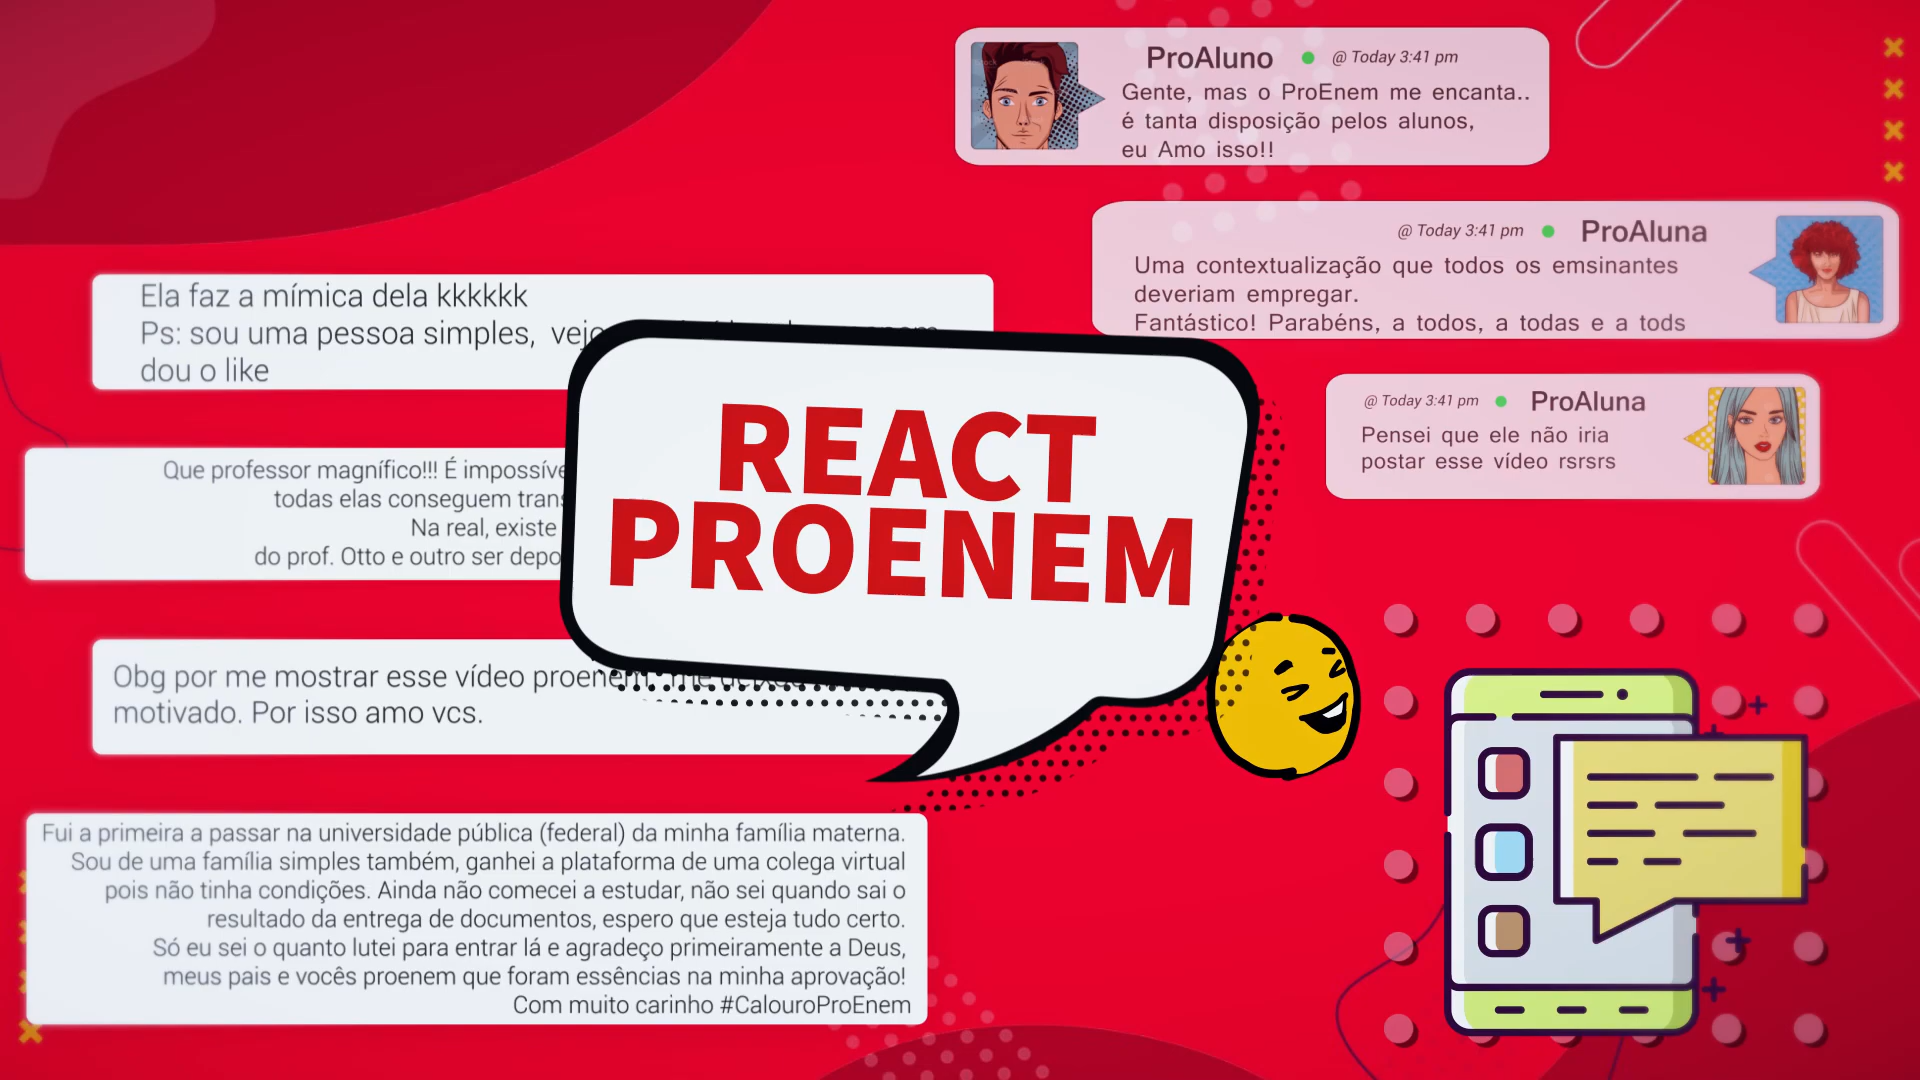 ProAluno @ Today 3:41 pm
Gente, mas o ProEnem me encanta..
é tanta disposição pelos alunos,
eu Amo isso!!
@ Today 3:41 pm ProAluna
Uma contextualização que todos os emsinantes
deveriam empregar.
Fantástico! Parabéns, a todos, a todas e a tods
@ Today 3:41 pm ProAluna
Pensei que ele não iria
postar esse vídeo rsrsrs
Ela faz a mímica dela kkkkkk
Ps: sou uma pessoa simples, vejo
dou o like
REACT
PROENEM
Que professor magnífico!!! É
todas elas conseguem
Na real, existe
do prof. Otto e outro ser
Obg por me mostrar esse vídeo proenem, me
motivado. Por isso amo vcs.
Fui a primeira a passar na universidade pública (federal) da minha família materna.
Sou de uma família simples também, ganhei a plataforma de uma colega virtual
pois não tinha condições. Ainda não comecei a estudar, não sei quando sai o
resultado da entrega de documentos, espero que esteja tudo certo.
Só eu sei o quanto lutei para entrar lá e agradeço primeiramente a Deus,
meus pais e vocês proenem que foram essências na minha aprovação!
Com muito carinho #CalouroProEnem